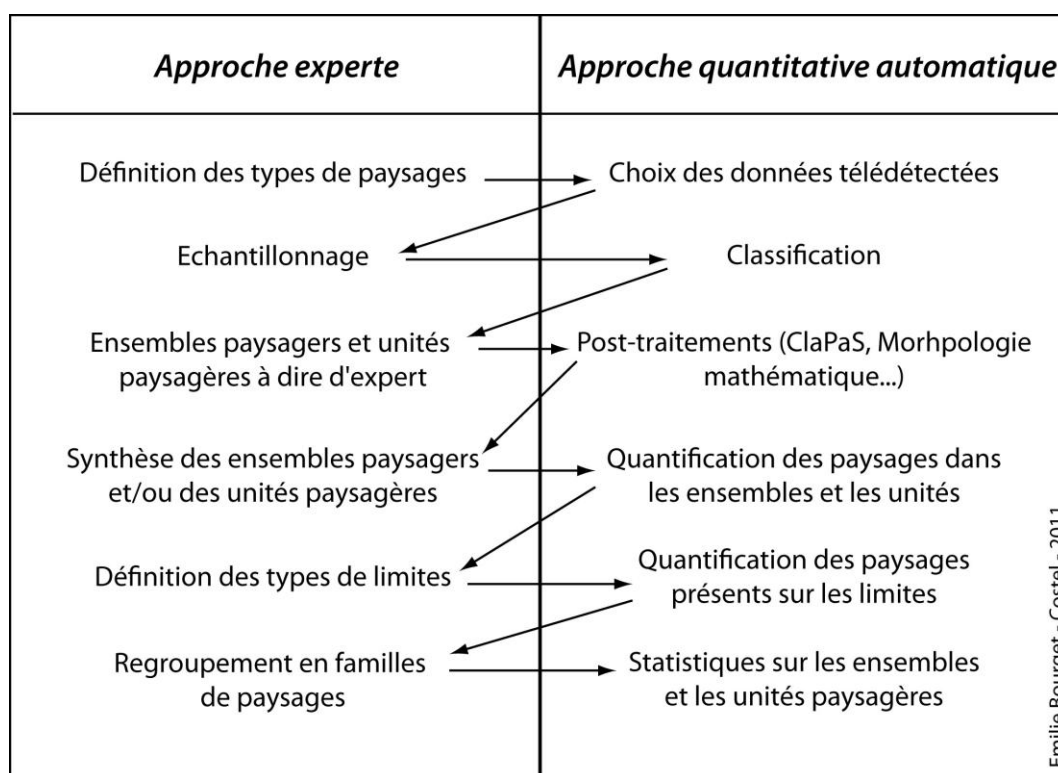 Approche experte
Approche quantitative automatique
Définition des types de paysages
Choix des données télédétectées
Echantillonnage
Classification
Ensembles paysagers et unités
paysagères à dire d'expert
Post-traitements (ClaPaS, Morhpologie
mathématique...)
Synthèse des ensembles paysagers
et/ou des unités paysagères
Quantification des paysages dans
les ensembles et les unités
Définition des types de limites
Quantification des paysages
présents sur les limites
Regroupement en familles
de paysages
Statistiques sur les ensembles
et les unités paysagères
Emilie Bourget - Costel - 2011